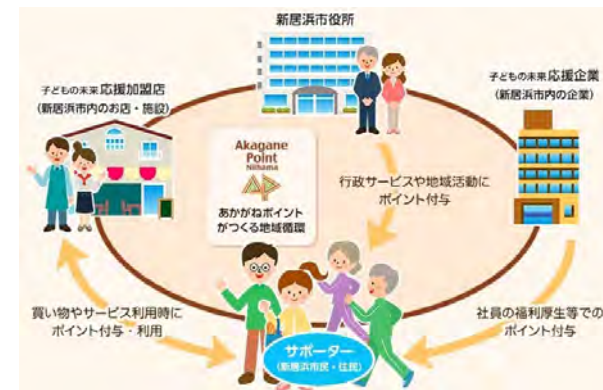 新居浜市役所
子どもの未来 応援加盟店
（新居浜市内のお店・施設）
子どもの未来 応援企業
（新居浜市内の企業）
Akagane
Point
Niihama
あかがねポイント
がつくる地域循環
行政サービスや地域活動に
ポイント付与
買い物やサービス利用時に
ポイント付与・利用
社員の福利厚生等での
ポイント付与
サポーター
（新居浜市民・住民）